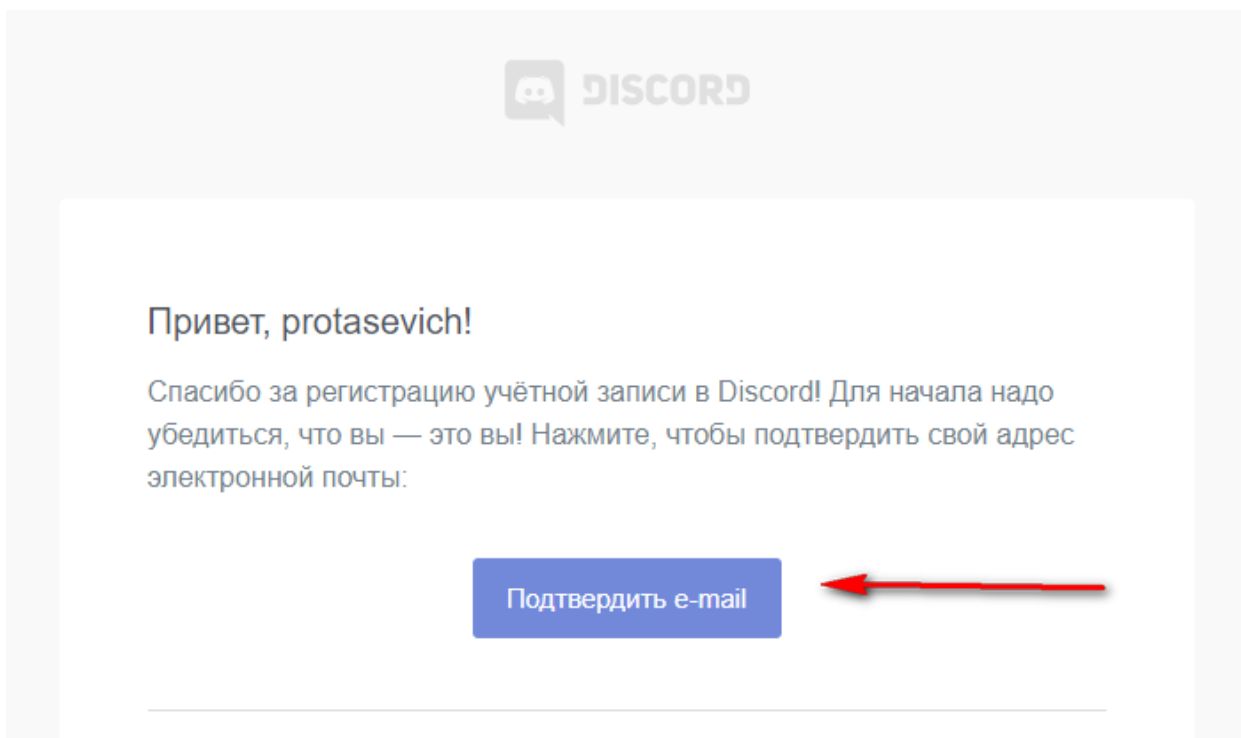 DISCORD
Привет, protasevich!
Спасибо за регистрацию учётной записи в Discord! Для начала надо
убедиться, что вы — это вы! Нажмите, чтобы подтвердить свой адрес
электронной почты:
Подтвердить e-mail